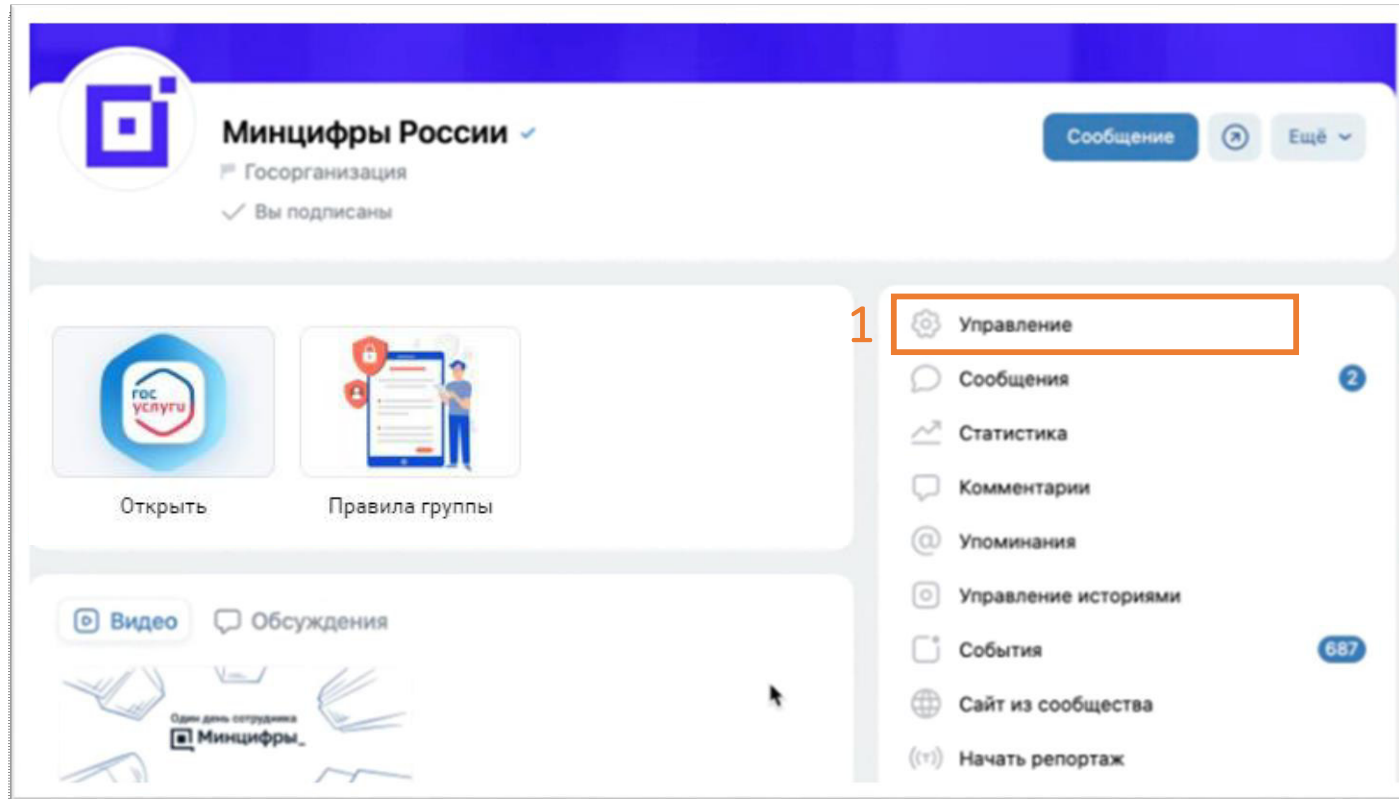 Минцифры России
Госорганизация
Вы подписаны
Сообщение
Ещё
гос
услуги
Открыть
Правила группы
Видео
Обсуждения
Один день сотрудника
Минцифры_
1
Управление
Сообщения
2
Статистика
Комментарии
Упоминания
Управление историями
События
687
Сайт из сообщества
Начать репортаж